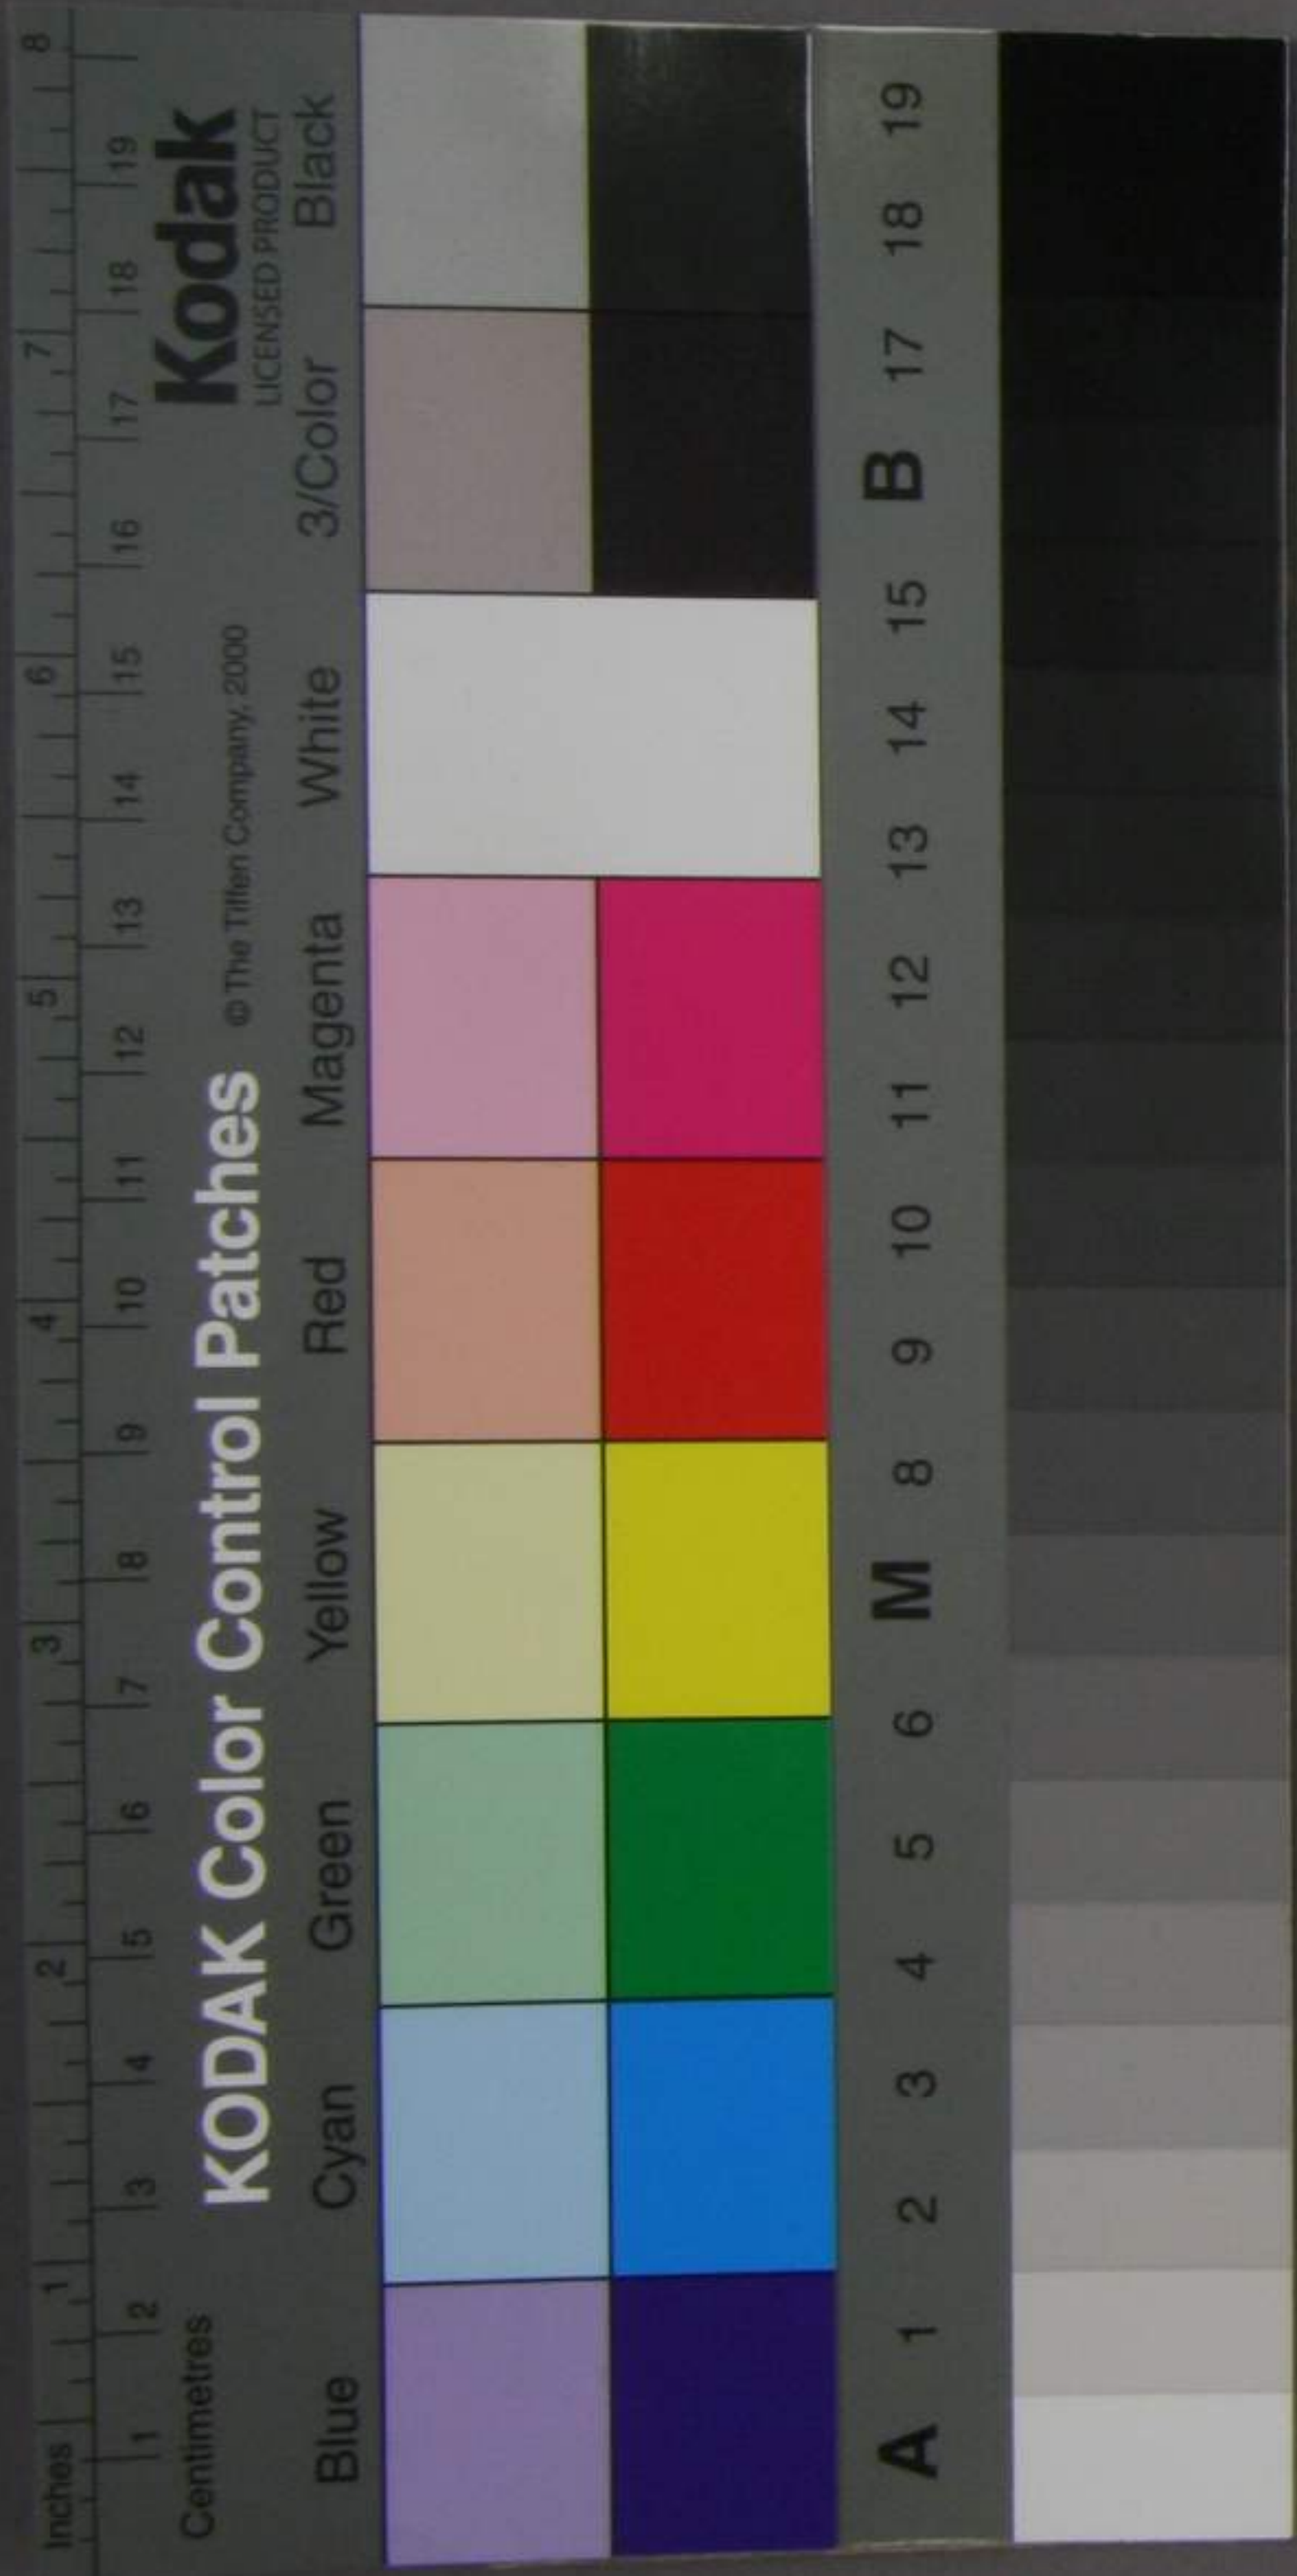 Inches 1 2 3 4 5 6 7 8
1 2 3 4 5 6 7 8 9 10 11 12 13 14 15 16 17 18 19
Centimetres
KODAK Color Control Patches © The Tiffen Company, 2000 Kodak
LICENSED PRODUCT
Blue Cyan Green Yellow Red Magenta White 3/Color Black
A 1 2 3 4 5 6 M 8 9 10 11 12 13 14 15 B 17 18 19